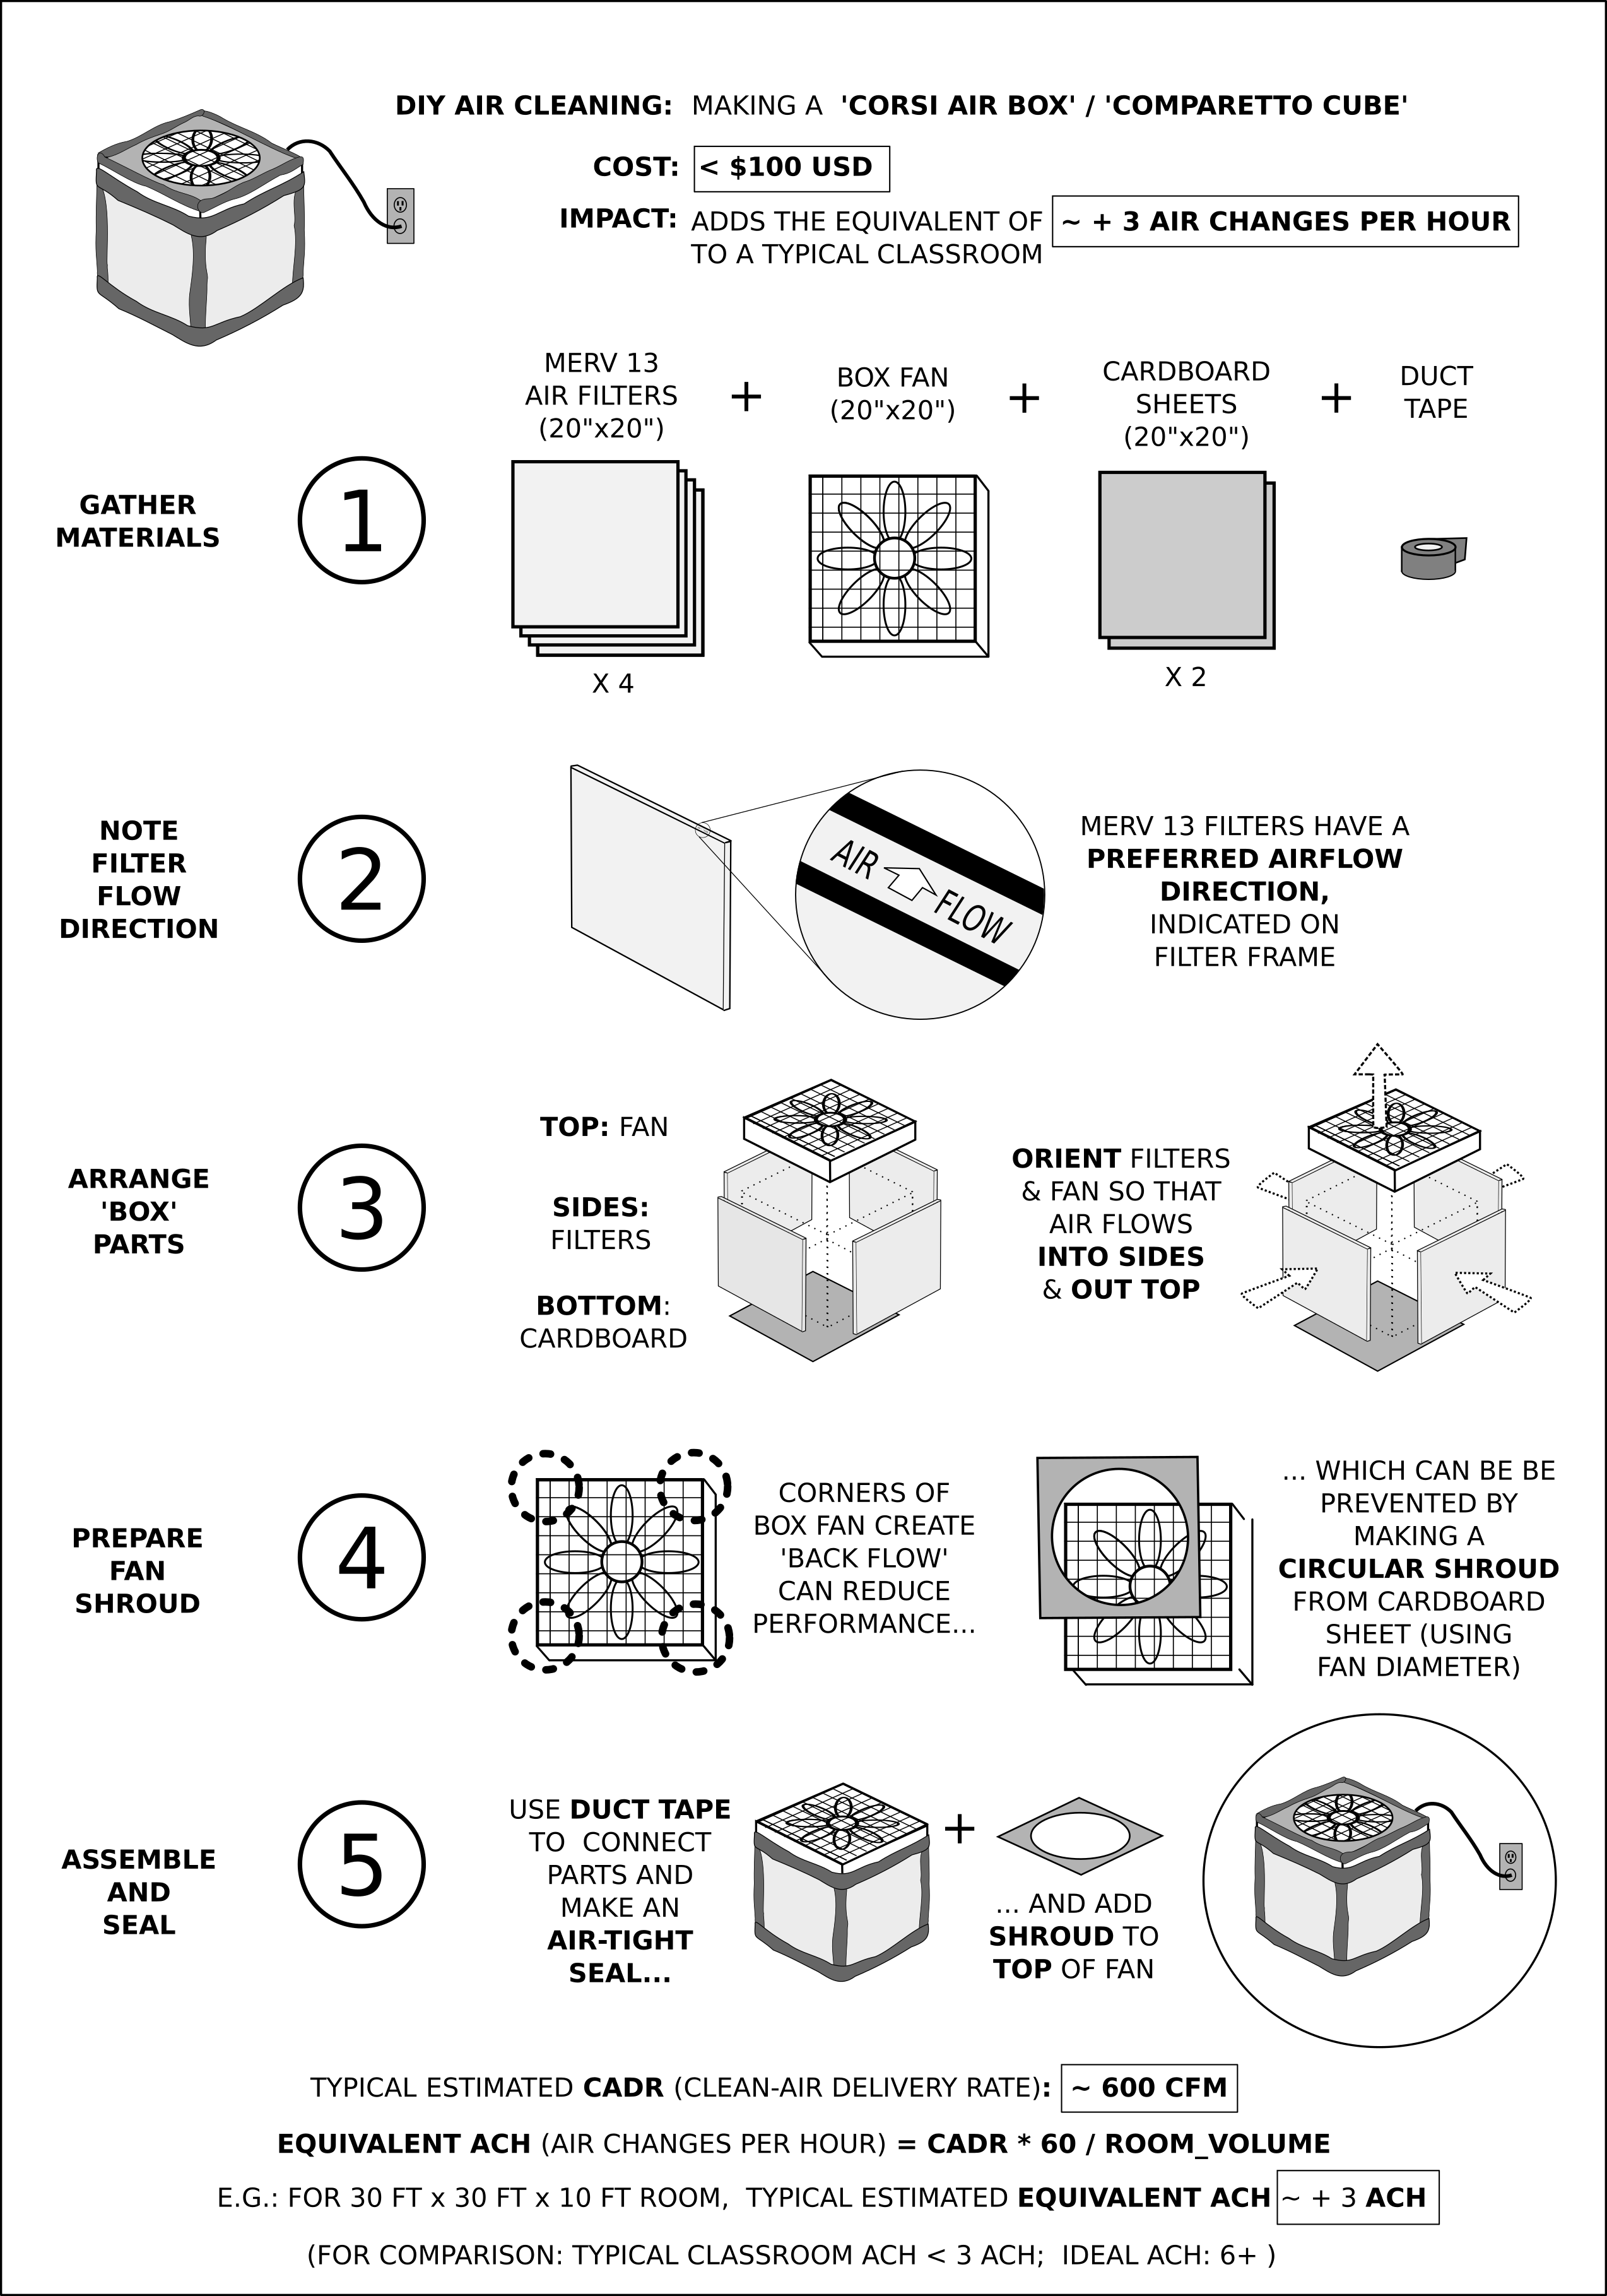 DIY AIR CLEANING: MAKING A 'CORSI AIR BOX' / 'COMPARETTO CUBE'
COST: < $100 USD
IMPACT: ADDS THE EQUIVALENT OF ~ + 3 AIR CHANGES PER HOUR
TO A TYPICAL CLASSROOM
GATHER
MATERIALS
1
MERV 13
AIR FILTERS
(20"x20")
X 4
+
BOX FAN
(20"x20")
+
CARDBOARD
SHEETS
(20"x20")
X 2
+
DUCT
TAPE
NOTE
FILTER
FLOW
DIRECTION
2
AIR FLOW
MERV 13 FILTERS HAVE A
PREFERRED AIRFLOW
DIRECTION,
INDICATED ON
FILTER FRAME
ARRANGE
'BOX'
PARTS
3
TOP: FAN
SIDES:
FILTERS
BOTTOM:
CARDBOARD
ORIENT FILTERS
& FAN SO THAT
AIR FLOWS
INTO SIDES
& OUT TOP
PREPARE
FAN
SHROUD
4
CORNERS OF
BOX FAN CREATE
'BACK FLOW'
CAN REDUCE
PERFORMANCE...
... WHICH CAN BE BE
PREVENTED BY
MAKING A
CIRCULAR SHROUD
FROM CARDBOARD
SHEET (USING
FAN DIAMETER)
ASSEMBLE
AND
SEAL
5
USE DUCT TAPE
TO CONNECT
PARTS AND
MAKE AN
AIR-TIGHT
SEAL...
+
... AND ADD
SHROUD TO
TOP OF FAN
TYPICAL ESTIMATED CADR (CLEAN-AIR DELIVERY RATE): ~ 600 CFM
EQUIVALENT ACH (AIR CHANGES PER HOUR) = CADR * 60 / ROOM_VOLUME
E.G.: FOR 30 FT x 30 FT x 10 FT ROOM, TYPICAL ESTIMATED EQUIVALENT ACH ~ + 3 ACH
(FOR COMPARISON: TYPICAL CLASSROOM ACH < 3 ACH; IDEAL ACH: 6+ )